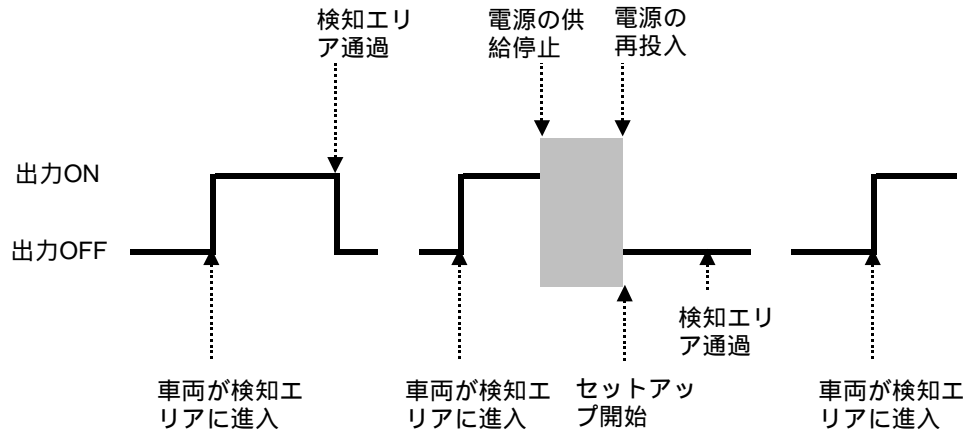 検知エリ
ア通過
電源の供
給停止
電源の
再投入
出力ON
出力OFF
検知エリ
ア通過
車両が検知エ
リアに進入
車両が検知エ
リアに進入
セットアッ
プ開始
車両が検知エ
リアに進入